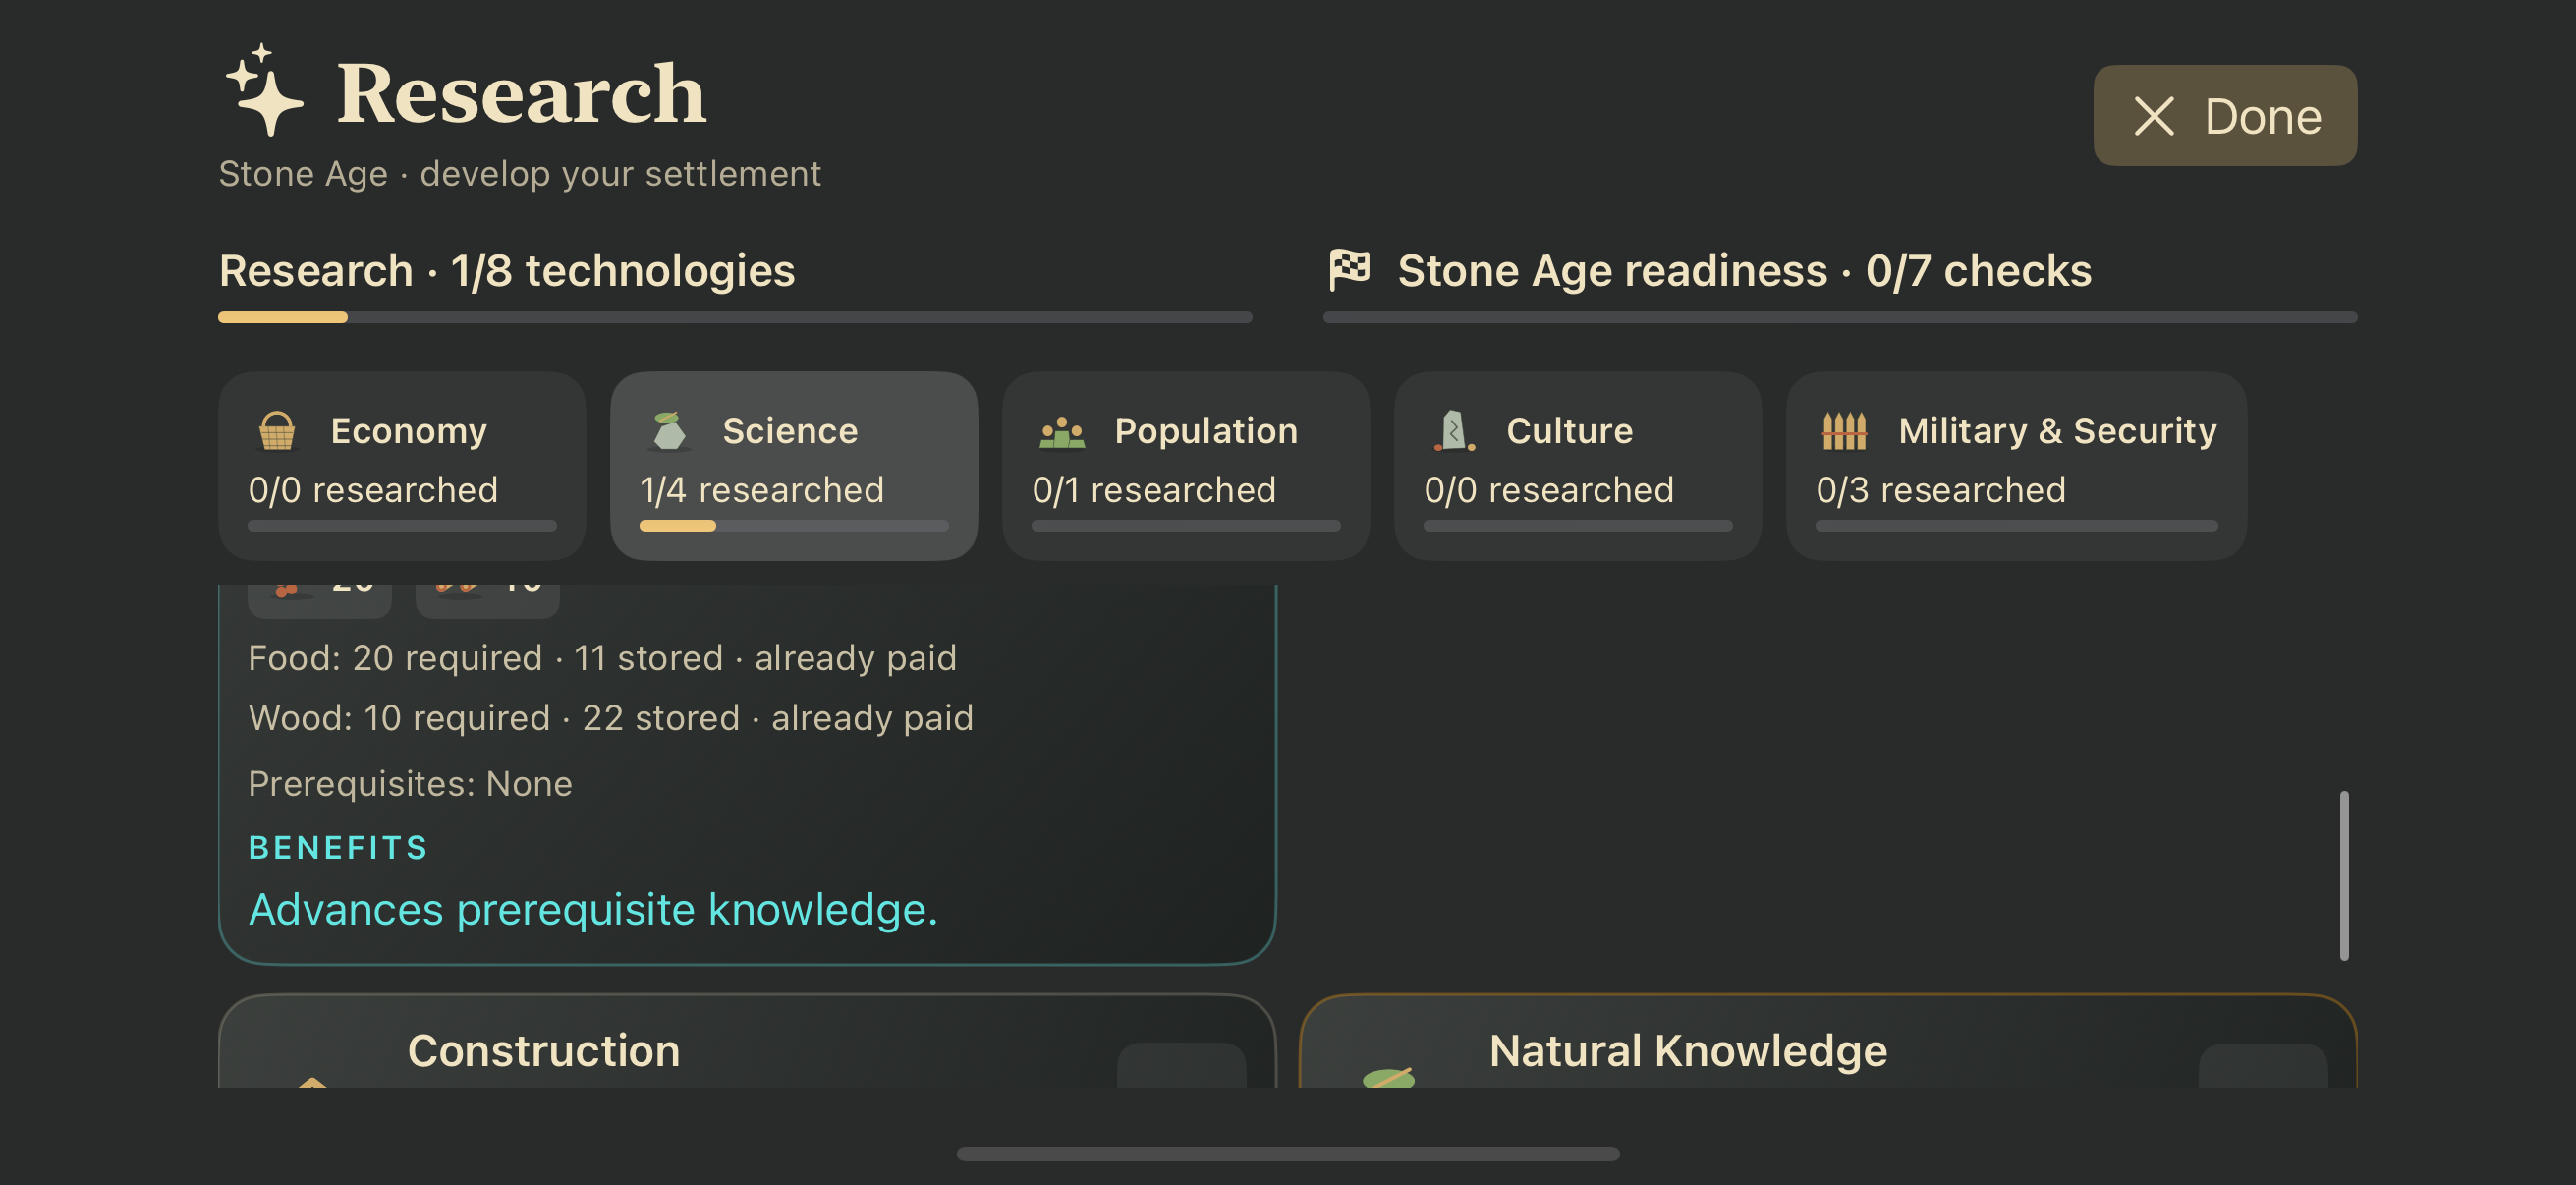 Research
Done
Stone Age · develop your settlement
Research · 1/8 technologies
Stone Age readiness · 0/7 checks
Economy
0/0 researched
Science
1/4 researched
Population
0/1 researched
Culture
0/0 researched
Military & Security
0/3 researched
Food: 20 required · 11 stored · already paid
Wood: 10 required · 22 stored · already paid
Prerequisites: None
BENEFITS
Advances prerequisite knowledge.
Construction
Natural Knowledge